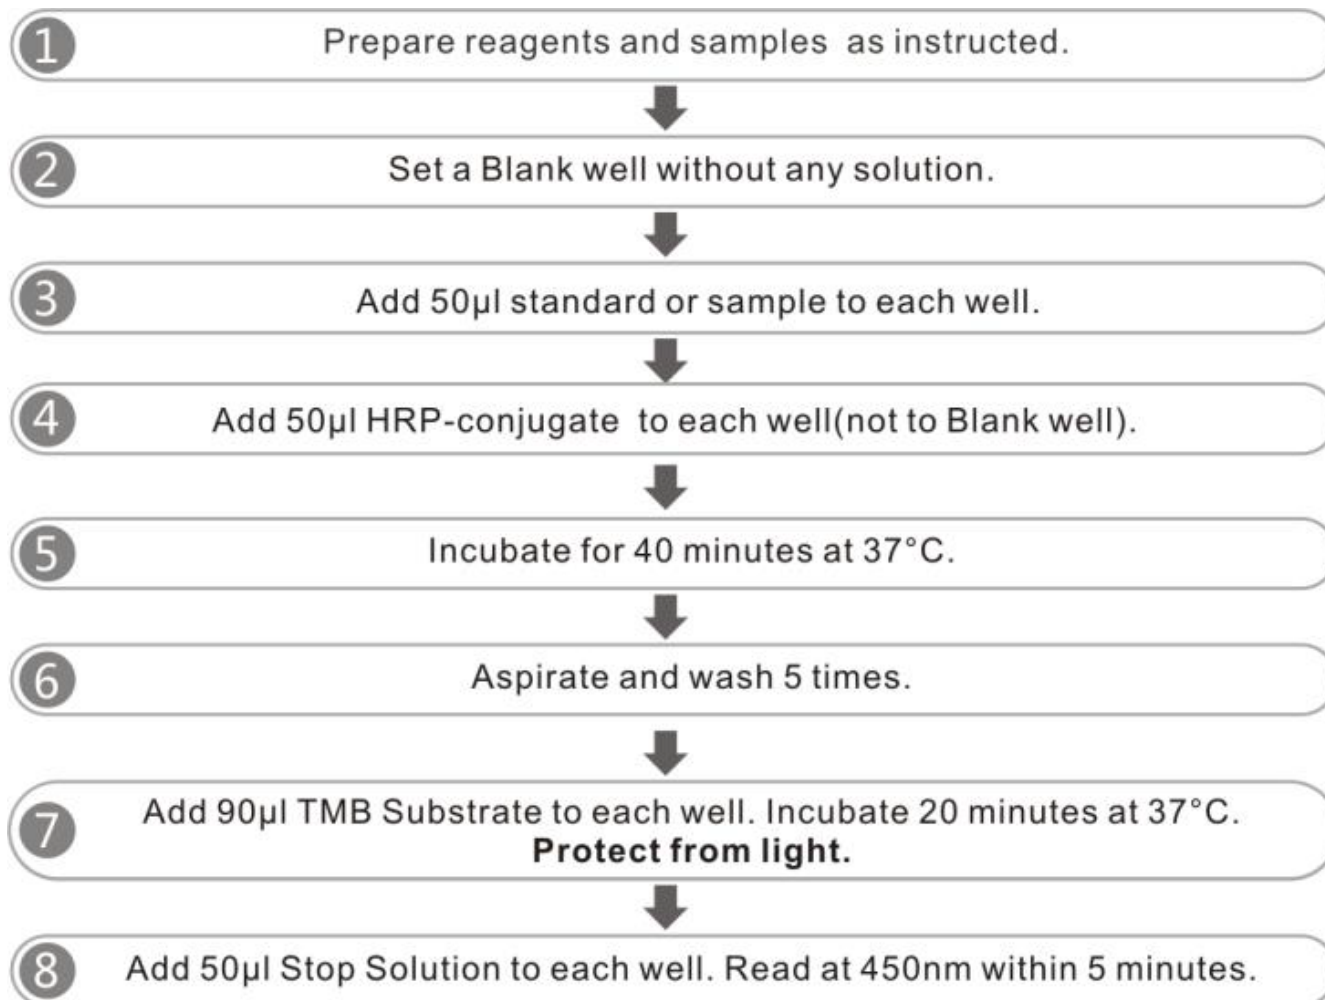 1 Prepare reagents and samples as instructed.
2 Set a Blank well without any solution.
3 Add 50µl standard or sample to each well.
4 Add 50µl HRP-conjugate to each well(not to Blank well).
5 Incubate for 40 minutes at 37°C.
6 Aspirate and wash 5 times.
7 Add 90µl TMB Substrate to each well. Incubate 20 minutes at 37°C.
Protect from light.
8 Add 50µl Stop Solution to each well. Read at 450nm within 5 minutes.